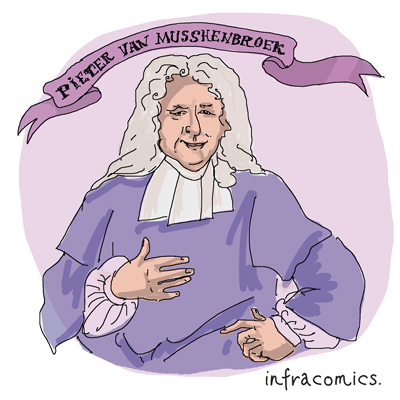 PiETER VAN MUSSHENBROEK
infracomics.